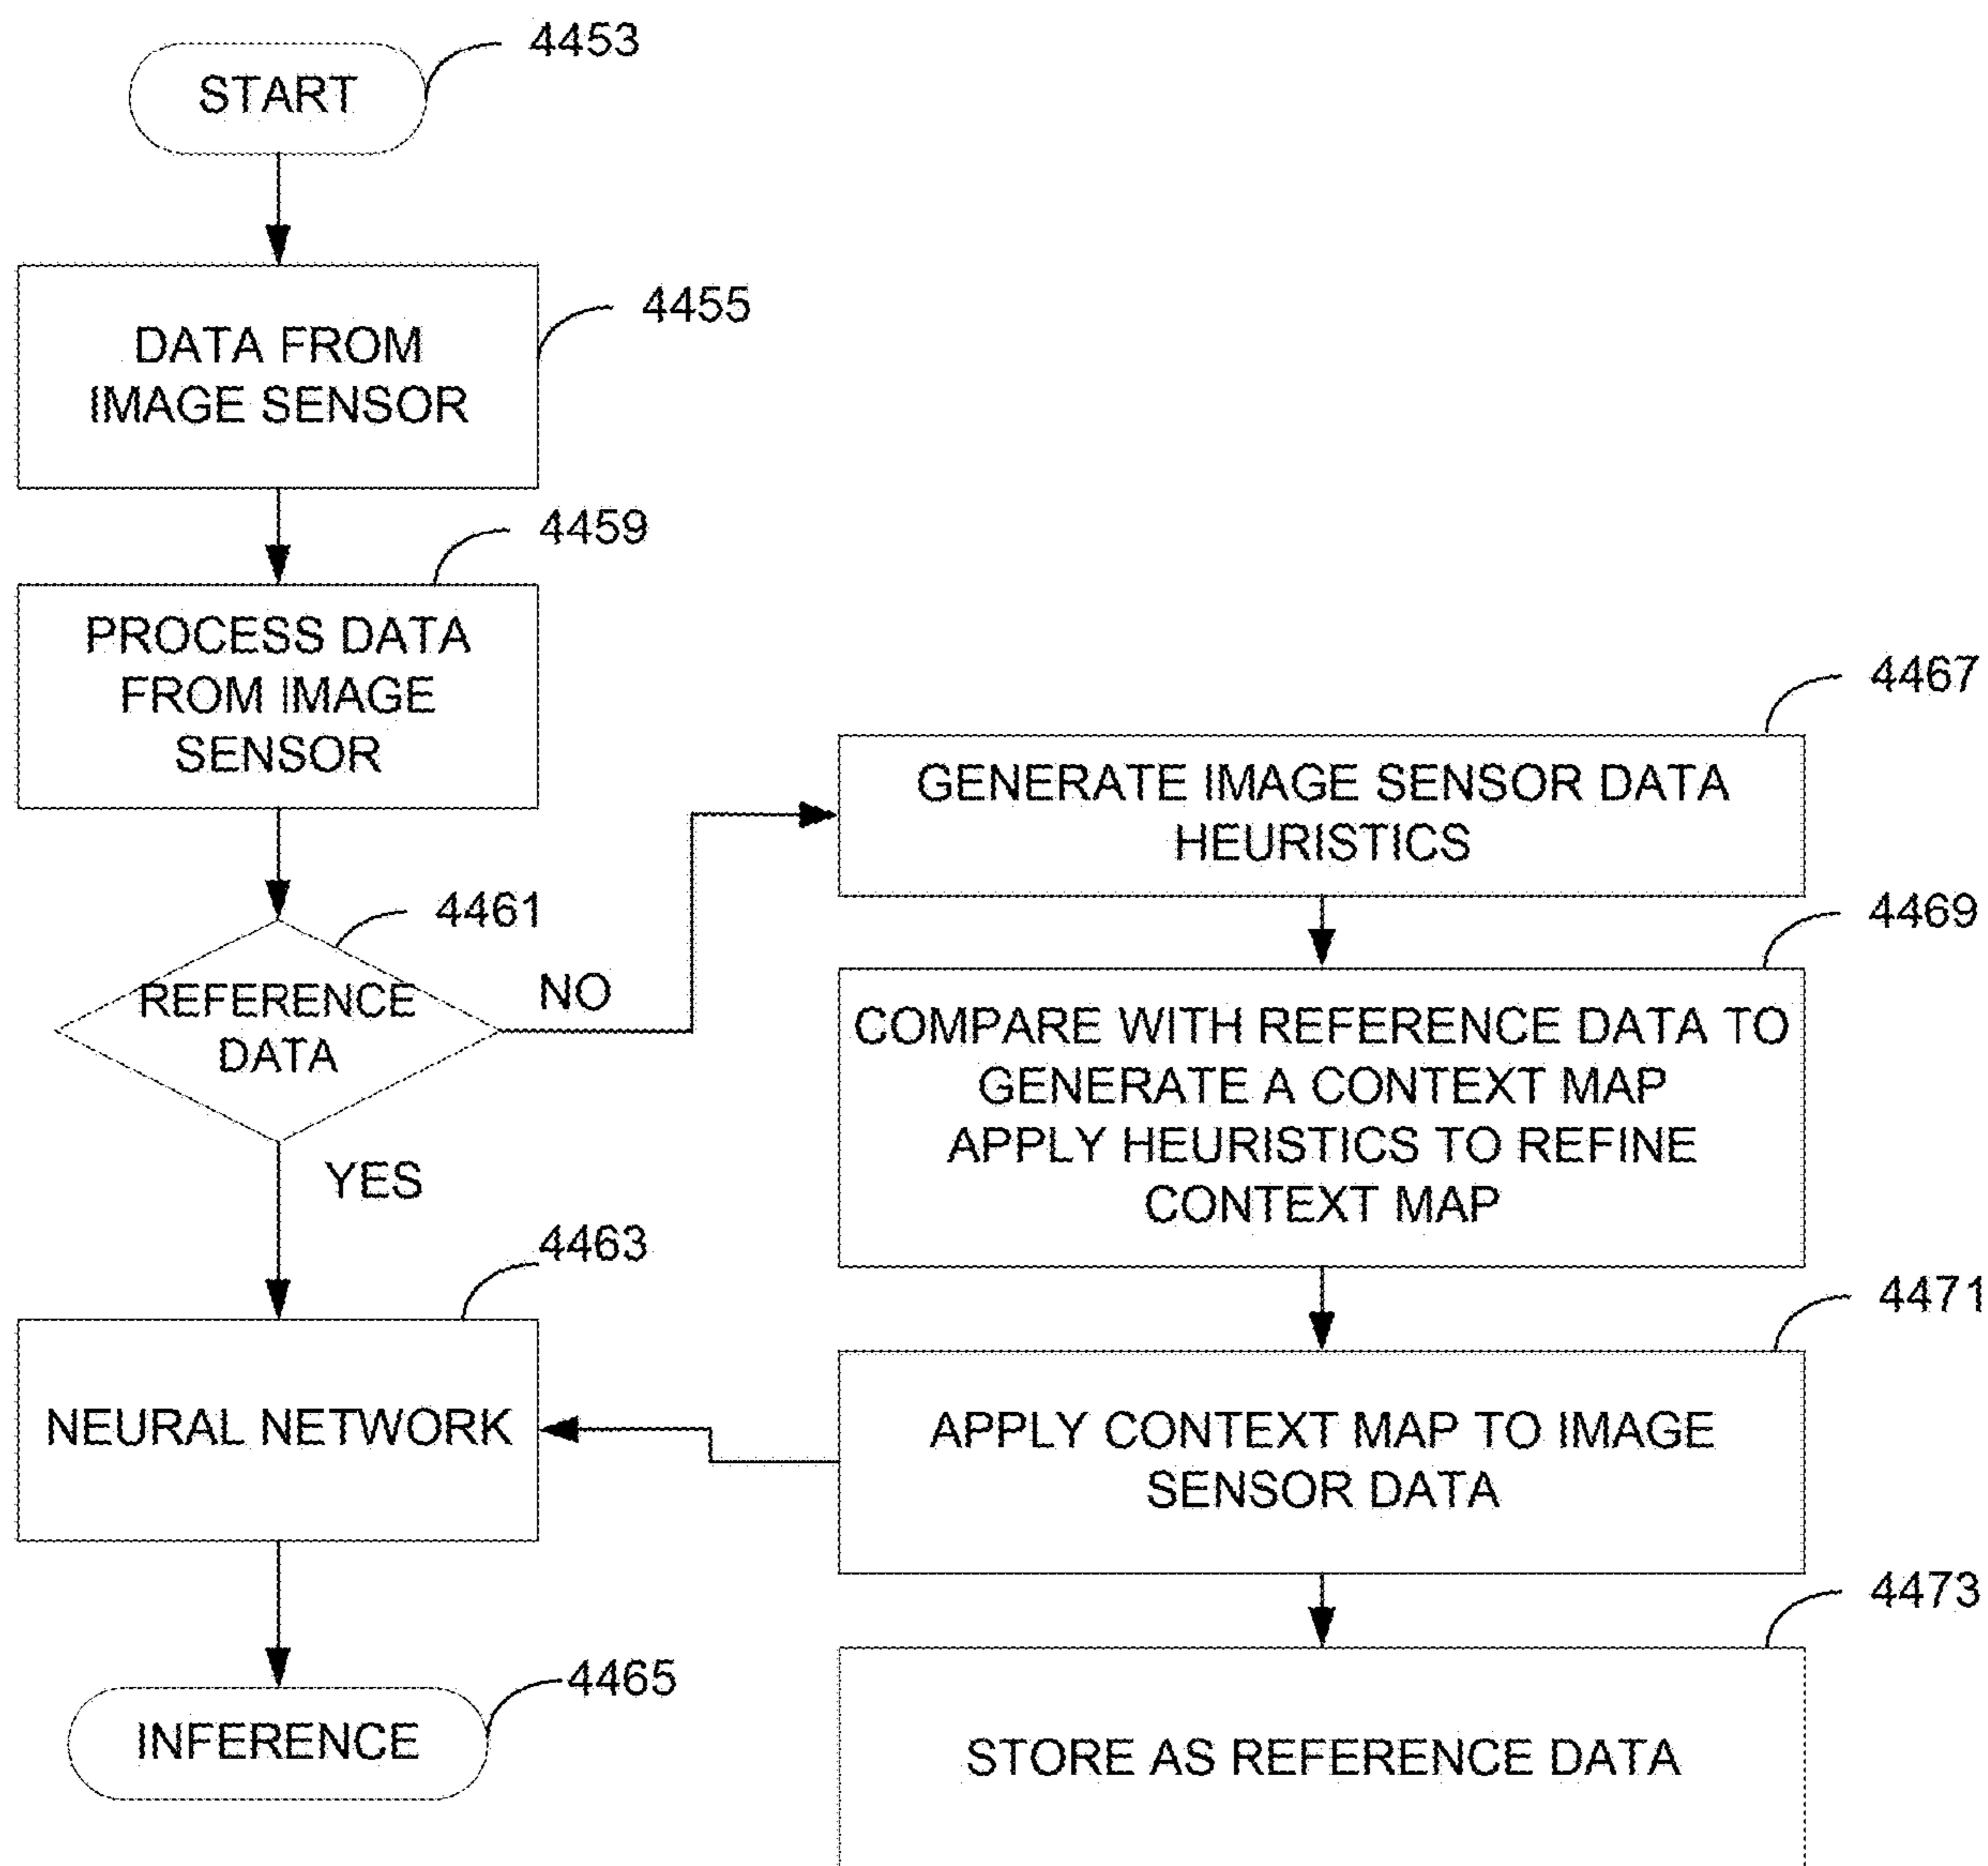 START
4453
DATA FROM
IMAGE SENSOR
4455
PROCESS DATA
FROM IMAGE
SENSOR
4459
REFERENCE
DATA
4461
NO
YES
NEURAL NETWORK
4463
INFERENCE
4465
GENERATE IMAGE SENSOR DATA
HEURISTICS
4467
COMPARE WITH REFERENCE DATA TO
GENERATE A CONTEXT MAP
APPLY HEURISTICS TO REFINE
CONTEXT MAP
4469
APPLY CONTEXT MAP TO IMAGE
SENSOR DATA
4471
STORE AS REFERENCE DATA
4473